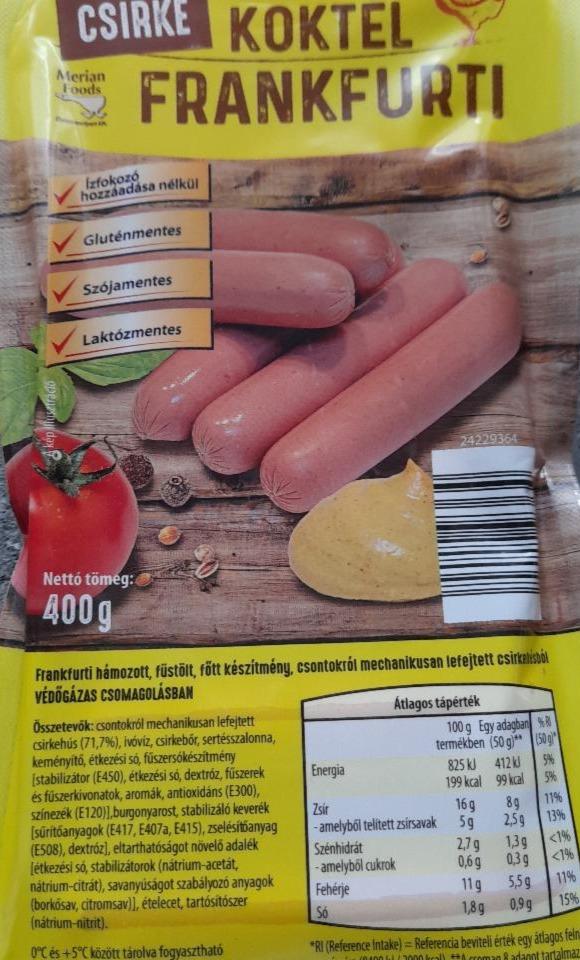 CSIRKE
KOKTÉL
FRANKFURTI
Merian
Foods
Ízfokozó
hozzáadása nélkül
Gluténmentes
Szójamentes
Laktózmentes
A kép illusztráció
24229364
Nettó tömeg:
400g
Frankfurti hámozott, füstölt, főtt készítmény, csontokról mechanikusan lefejtett csirkehúsból
VÉDŐGÁZAS CSOMAGOLÁSBAN
Összetevők: csontokról mechanikusan lefejtett
csirkehús (71,7%), ivóvíz, csirkebőr, sertésszalonna,
keményítő, étkezési só, fűszersókészítmény
[stabilizátor (E450), étkezési só, dextróz, fűszerek
és fűszerkivonatok, aromák, antioxidáns (E300),
színezék (E120)],burgonyarost, stabilizáló keverék
[sűrítőanyagok (E417, E407a, E415), zselésítőanyag
(E508), dextróz], eltarthatóságot növelő adalék
[étkezési só, stabilizátorok (nátrium-acetát,
nátrium-citrát), savanyúságot szabályozó anyagok
(borkősav, citromsav)], ételecet, tartósítószer
(nátrium-nitrit).
0°C és +5°C között tárolva fogyasztható
Átlagos tápérték
100 g Egy adagban %RI
termékben (50 g)** (50 g)*
Energia 825 kJ 412 kJ 5%
199 kcal 99 kcal 5%
Zsír 16 g 8 g 11%
-amelyből telített zsírsavak 5 g 2,5 g 13%
Szénhidrát 2,7 g 1,3 g <1%
-amelyből cukrok 0,6 g 0,3 g <1%
Fehérje 11 g 5,5 g 11%
Só 1,8 g 0,9 g 15%
*RI (Reference Intake) = Referencia beviteli érték egy átlagos